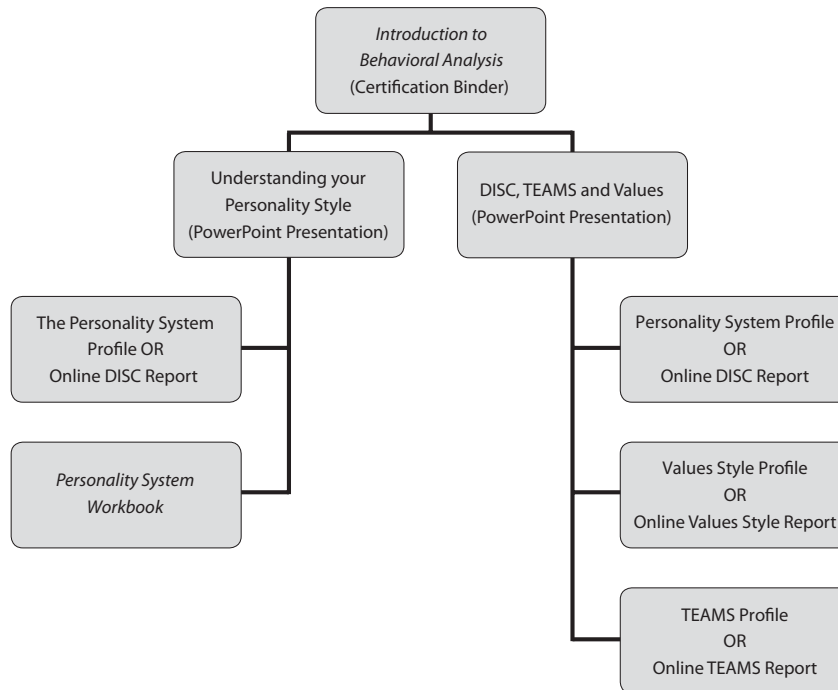 Introduction to
Behavioral Analysis
(Certification Binder)
Understanding your
Personality Style
(PowerPoint Presentation)
DISC, TEAMS and Values
(PowerPoint Presentation)
The Personality System
Profile OR
Online DISC Report
Personality System Profile
OR
Online DISC Report
Personality System
Workbook
Values Style Profile
OR
Online Values Style Report
TEAMS Profile
OR
Online TEAMS Report